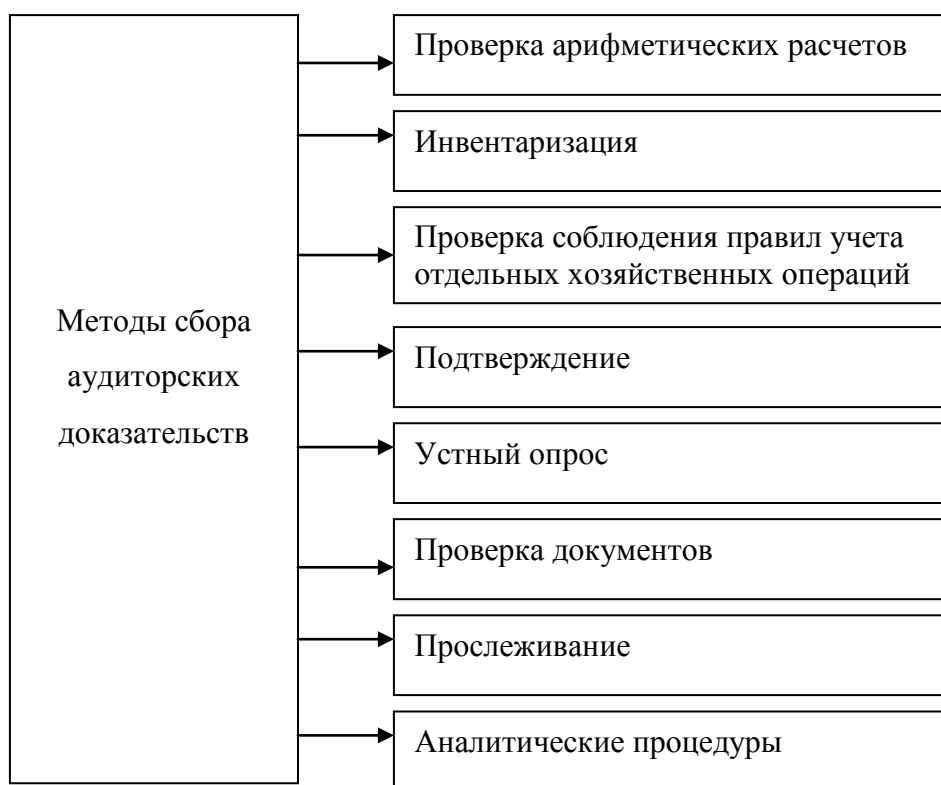 Методы сбора
аудиторских
доказательств
Проверка арифметических расчетов
Инвентаризация
Проверка соблюдения правил учета
отдельных хозяйственных операций
Подтверждение
Устный опрос
Проверка документов
Прослеживание
Аналитические процедуры